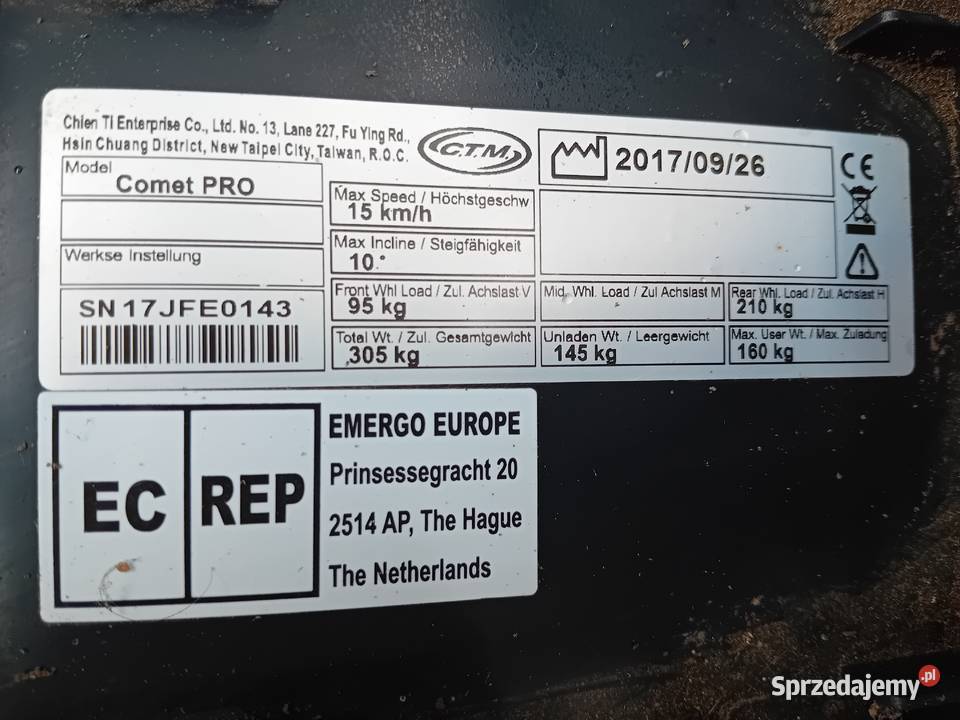 Chien Ti Enterprise Co., Ltd. No. 13, Lane 227, Fu Ying Rd.,
Hsin Chuang District, New Taipei City, Taiwan, R.O.C.
C.T.M.
2017/09/26
CE
Model
Comet PRO
Max Speed / Höchstgeschw
15 km/h
Werkse Instellung
Max Incline / Steigfähigkeit
10°
SN 17JFE0143
Front Whl Load / Zul. Achslast V
95 kg
Mid. Whl. Load / Zul Achslast M
Rear Whl. Load / Zul. Achslast H
210 kg
Total Wt. / Zul. Gesamtgewicht
305 kg
Unladen Wt. / Leergewicht
145 kg
Max. User Wt. / Max. Zuladung
160 kg
EC REP
EMERGO EUROPE
Prinsessegracht 20
2514 AP, The Hague
The Netherlands
Sprzedajemy.pl